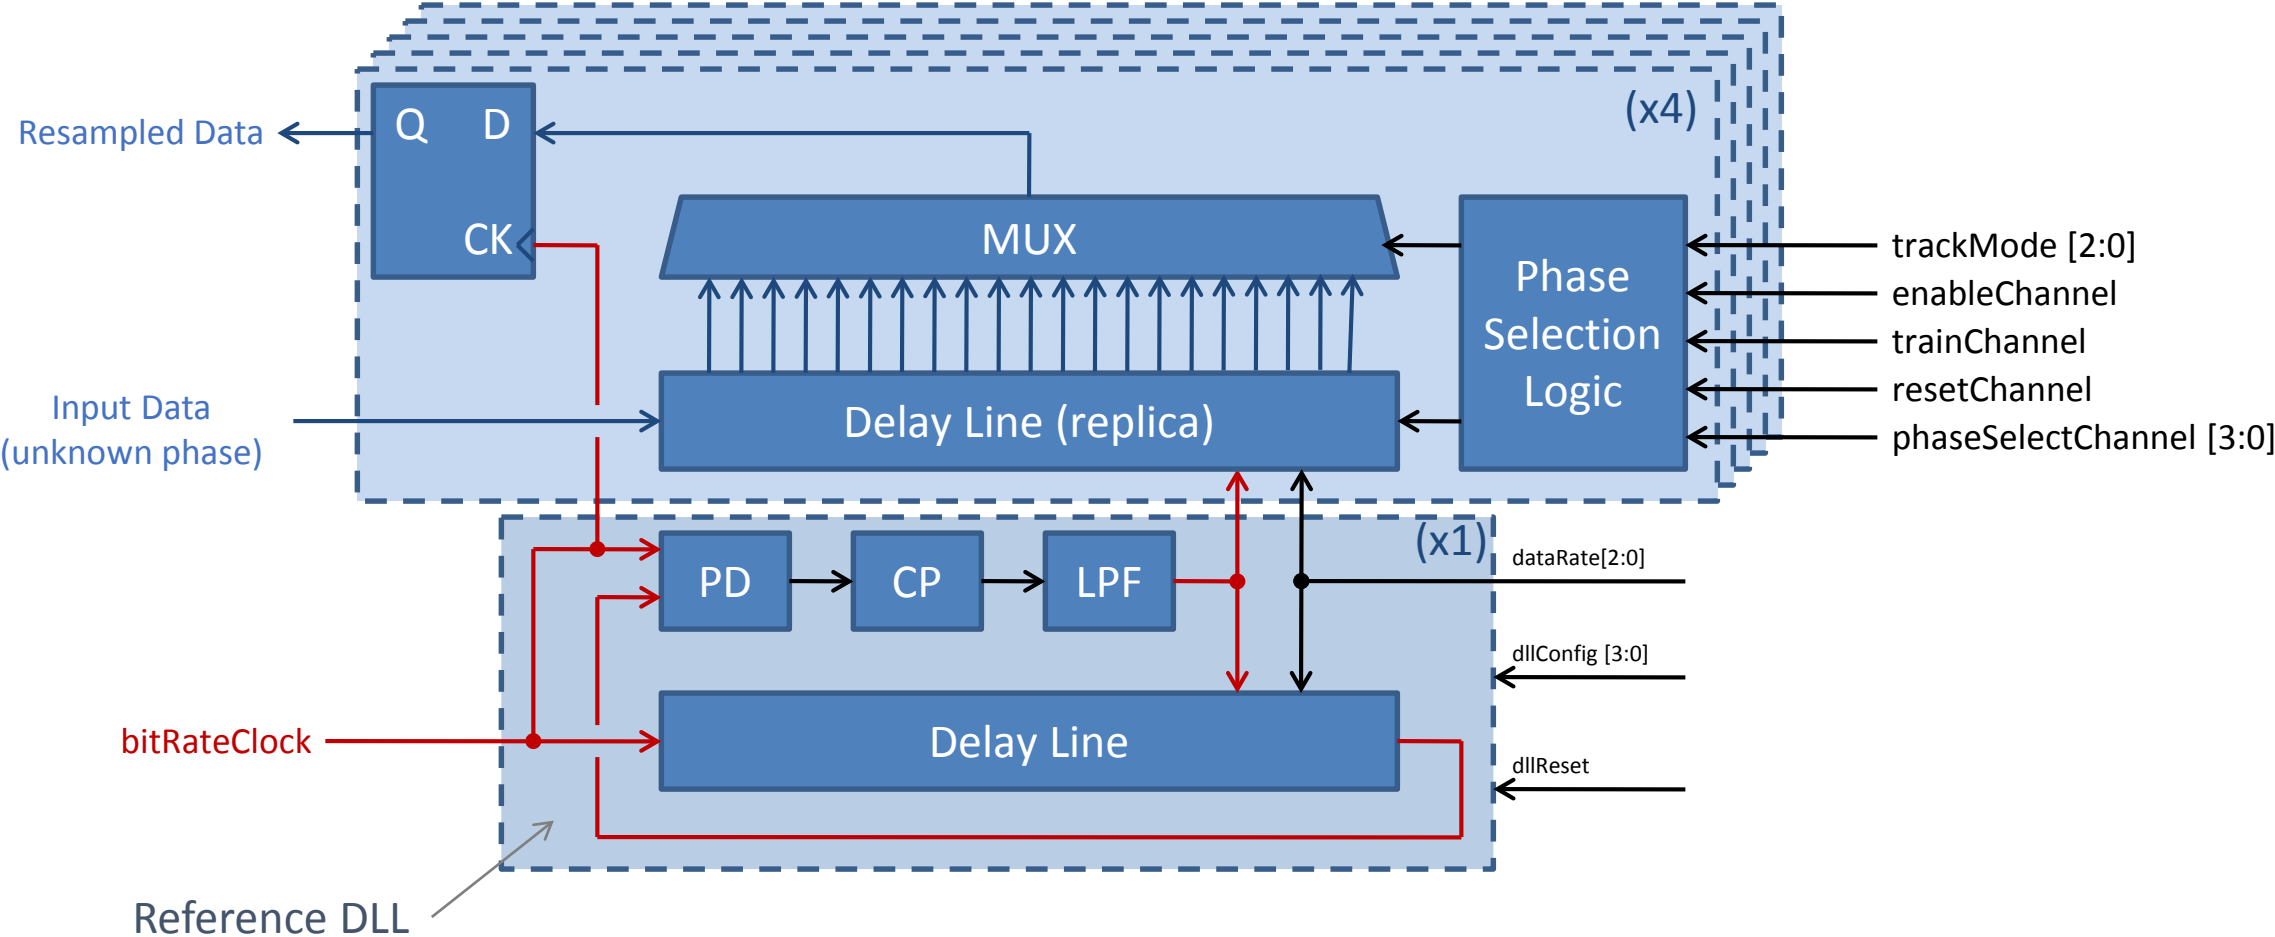 (x4)
Q D
Resampled Data
CK
MUX
trackMode [2:0]
Phase
Selection
Logic
enableChannel
trainChannel
resetChannel
phaseSelectChannel [3:0]
Input Data
(unknown phase)
Delay Line (replica)
(x1)
PD
CP
LPF
dataRate[2:0]
dllConfig [3:0]
bitRateClock
Delay Line
dllReset
Reference DLL